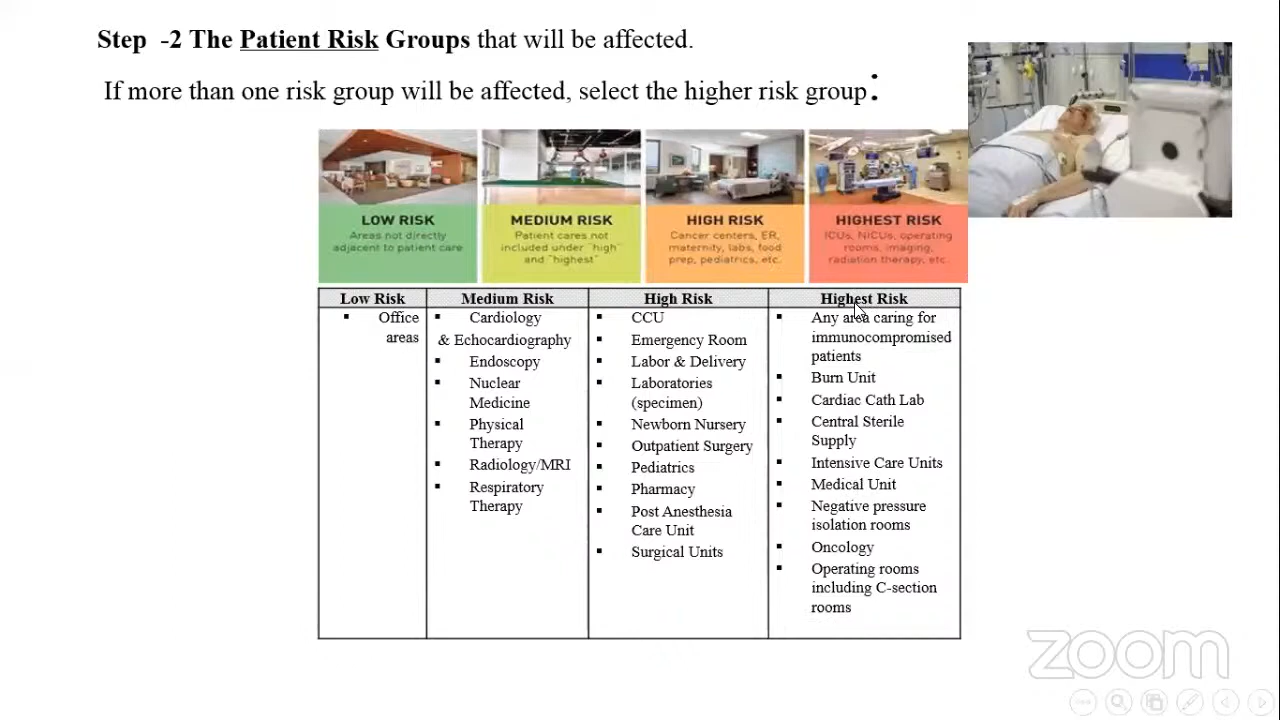 Step -2 The Patient Risk Groups that will be affected.
If more than one risk group will be affected, select the higher risk group:
LOW RISK
Areas not directly
adjacent to patient care
MEDIUM RISK
Patient cares not
included under "high"
and "highest"
HIGH RISK
Cancer centers, ER,
maternity, labs, food
prep, pediatrics, etc.
HIGHEST RISK
ICUs, NICUs, operating
rooms, imaging,
radiation therapy, etc.
Low Risk
▪ Office
areas
Medium Risk
▪ Cardiology
& Echocardiography
▪ Endoscopy
▪ Nuclear
Medicine
▪ Physical
Therapy
▪ Radiology/MRI
▪ Respiratory
Therapy
High Risk
▪ CCU
▪ Emergency Room
▪ Labor & Delivery
▪ Laboratories
(specimen)
▪ Newborn Nursery
▪ Outpatient Surgery
▪ Pediatrics
▪ Pharmacy
▪ Post Anesthesia
Care Unit
▪ Surgical Units
Highest Risk
▪ Any area caring for
immunocompromised
patients
▪ Burn Unit
▪ Cardiac Cath Lab
▪ Central Sterile
Supply
▪ Intensive Care Units
▪ Medical Unit
▪ Negative pressure
isolation rooms
▪ Oncology
▪ Operating rooms
including C-section
rooms
zoom